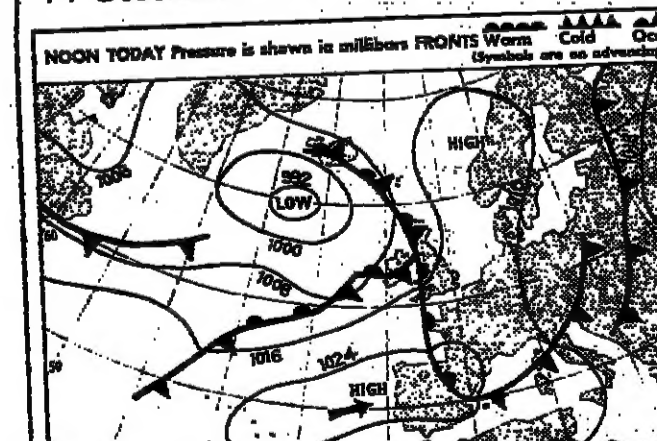 NOON TODAY Pressure is shown in millibars FRONTS Warm Cold
(Symbols are on
HIGH
1008
992
LOW
1000
1008
1016
1024
HIGH